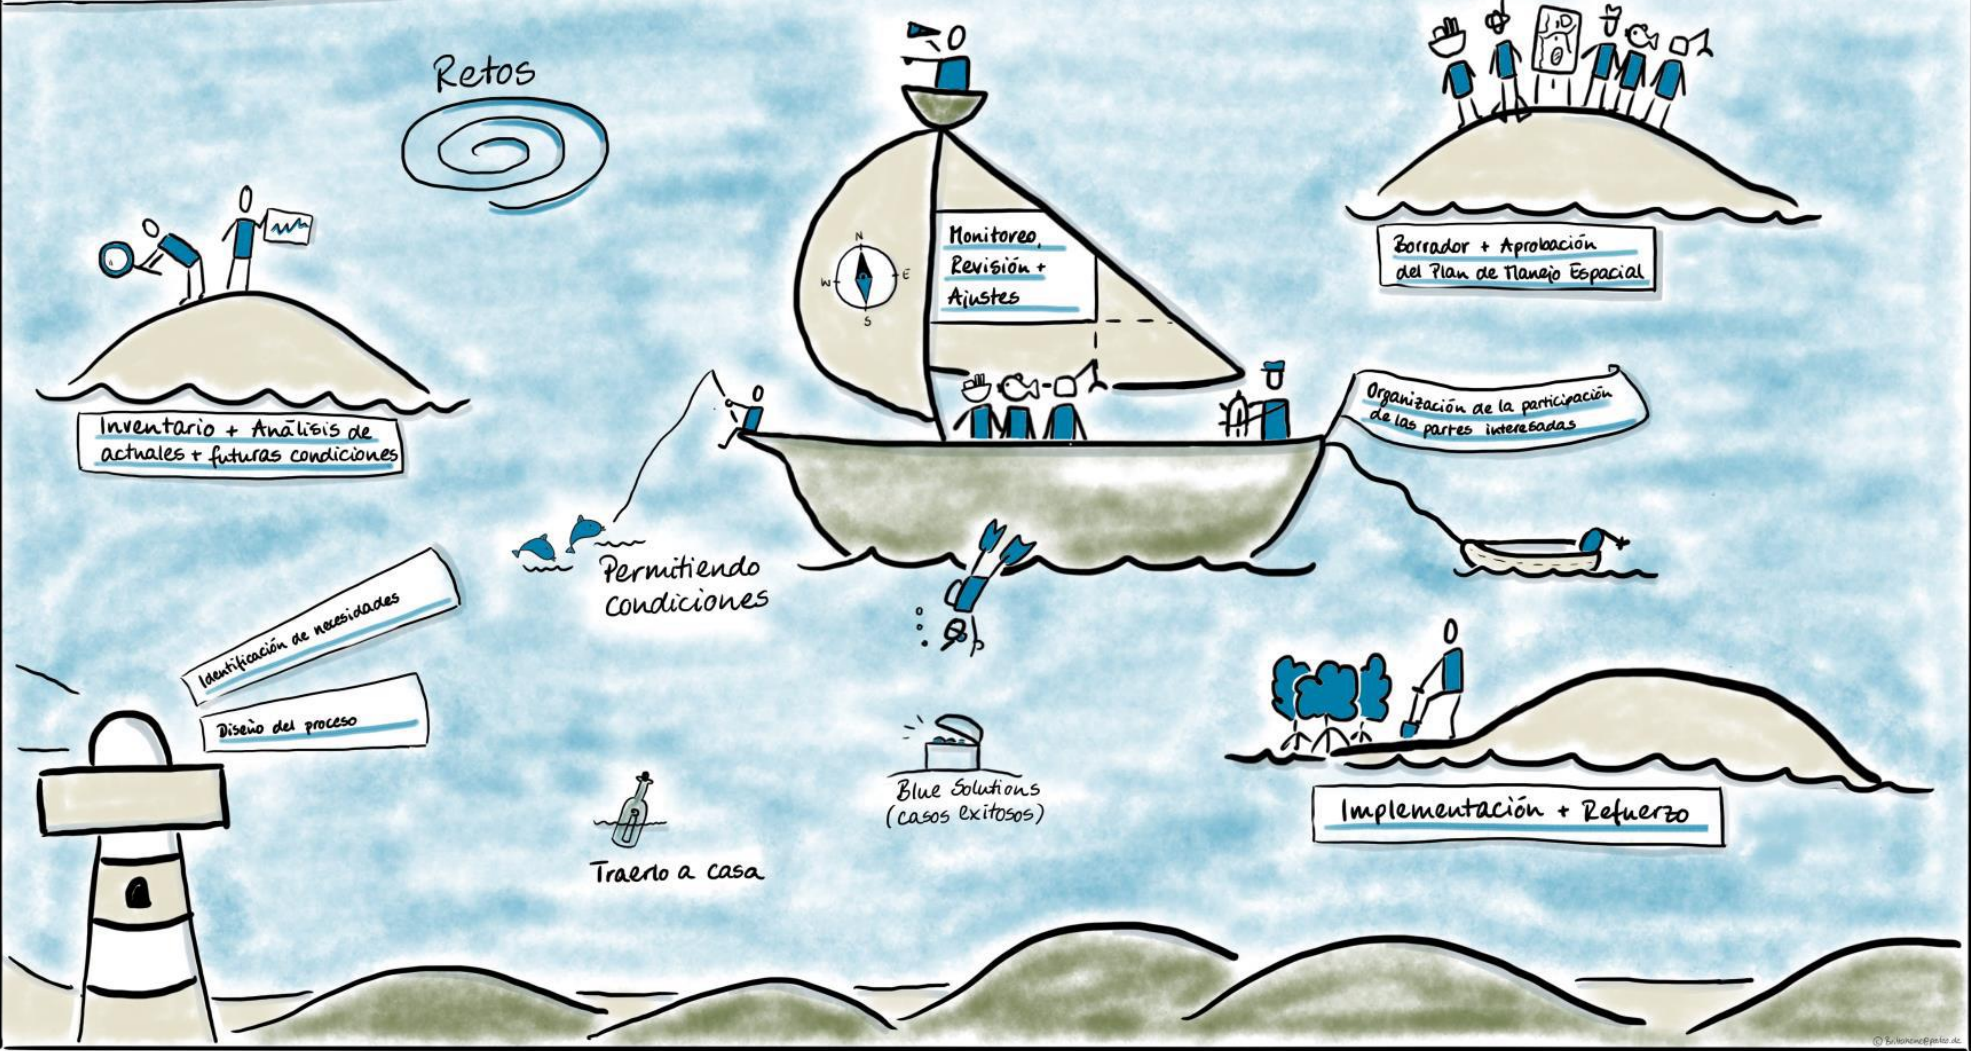 Retos
N
W
E
S
Monitoreo,
Revisión +
Ajustes
Borrador + Aprobación
del Plan de Manejo Espacial
Inventario + Análisis de
actuales + futuras condiciones
Organización de la participación
de las partes interesadas
Permitiendo
condiciones
Identificación de necesidades
Diseño del proceso
Blue Solutions
(casos exitosos)
Traerlo a casa
Implementación + Refuerzo